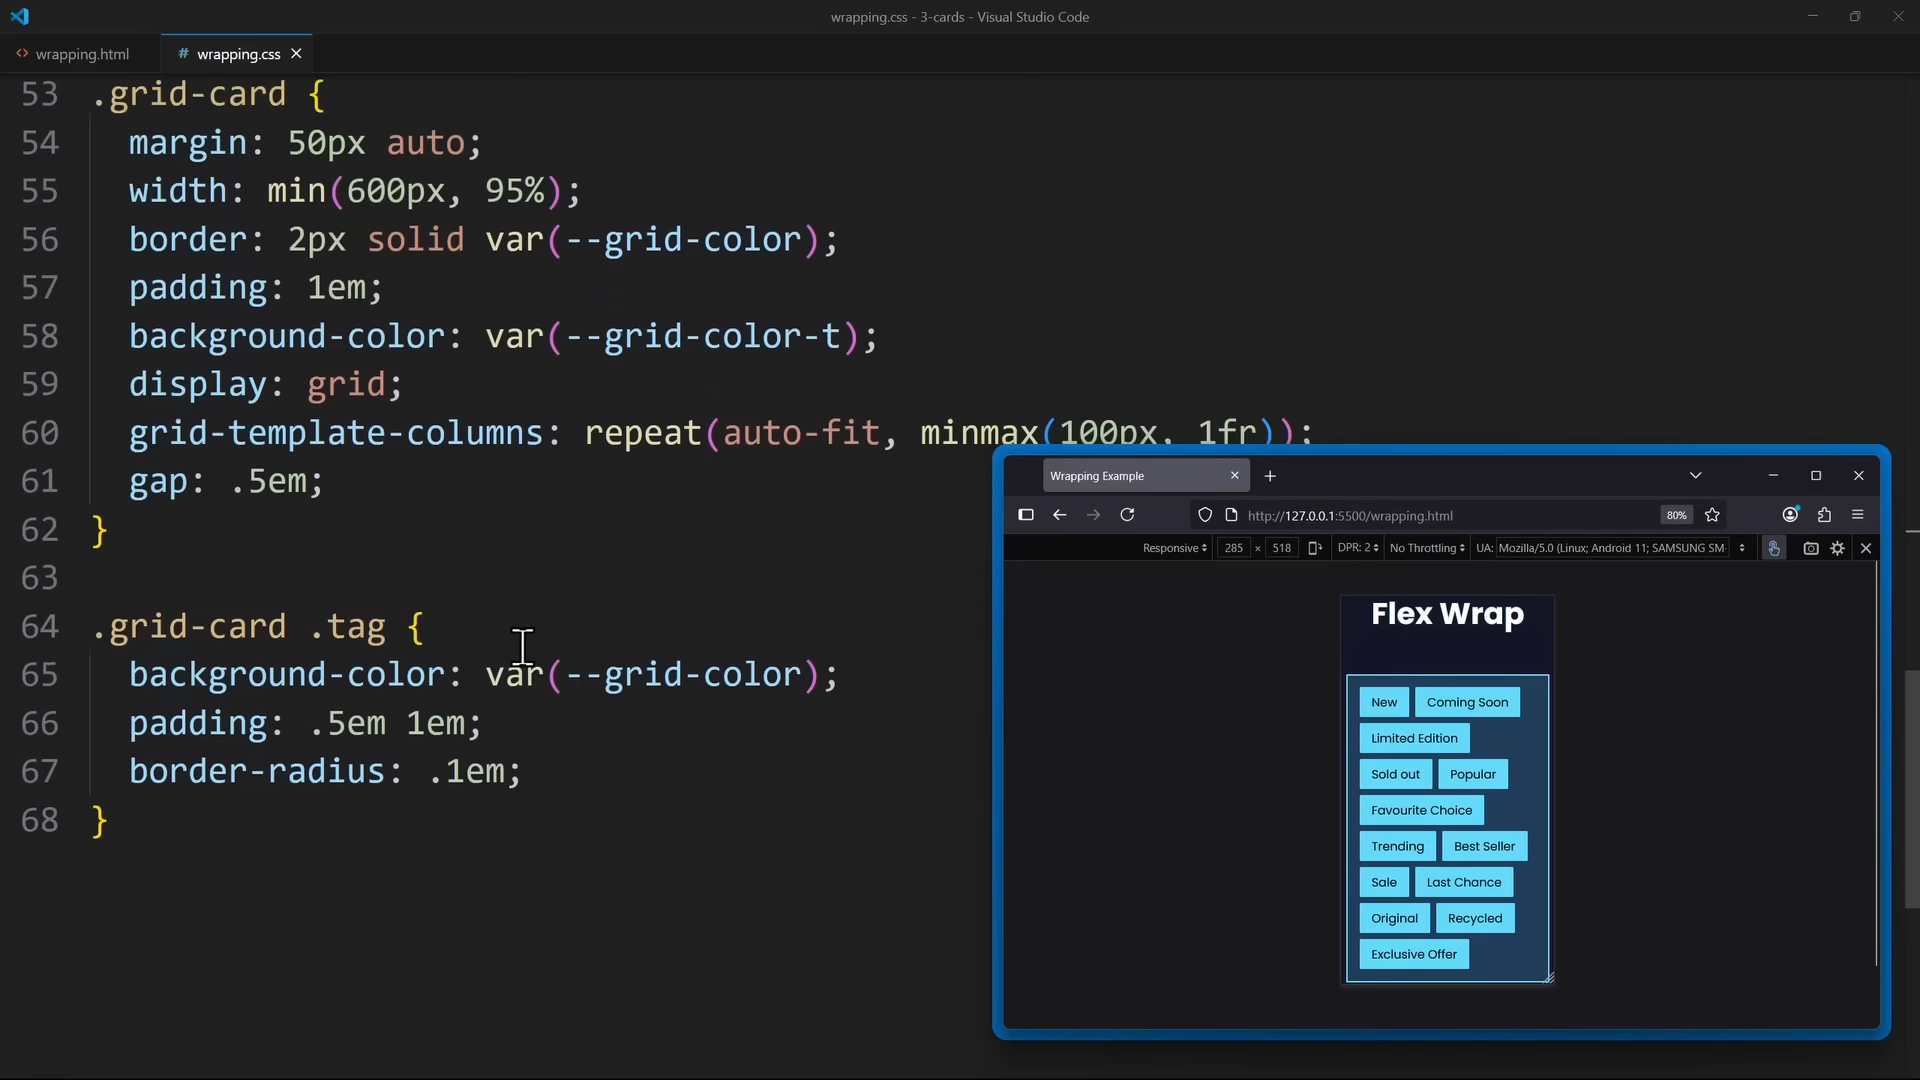 wrapping.css - 3-cards - Visual Studio Code
wrapping.html
# wrapping.css
53 .grid-card {
54 margin: 50px auto;
55 width: min(600px, 95%);
56 border: 2px solid var(--grid-color);
57 padding: 1em;
58 background-color: var(--grid-color-t);
59 display: grid;
60 grid-template-columns: repeat(auto-fit, minmax(100px, 1fr));
61 gap: .5em;
62 }
63
64 .grid-card .tag {
65 background-color: var(--grid-color);
66 padding: .5em 1em;
67 border-radius: .1em;
68 }
Wrapping Example
http://127.0.0.1:5500/wrapping.html
80%
Responsive 285 × 518 DPR: 2 No Throttling UA: Mozilla/5.0 (Linux; Android 11; SAMSUNG SM-
Flex Wrap
New Coming Soon
Limited Edition
Sold out Popular
Favourite Choice
Trending Best Seller
Sale Last Chance
Original Recycled
Exclusive Offer